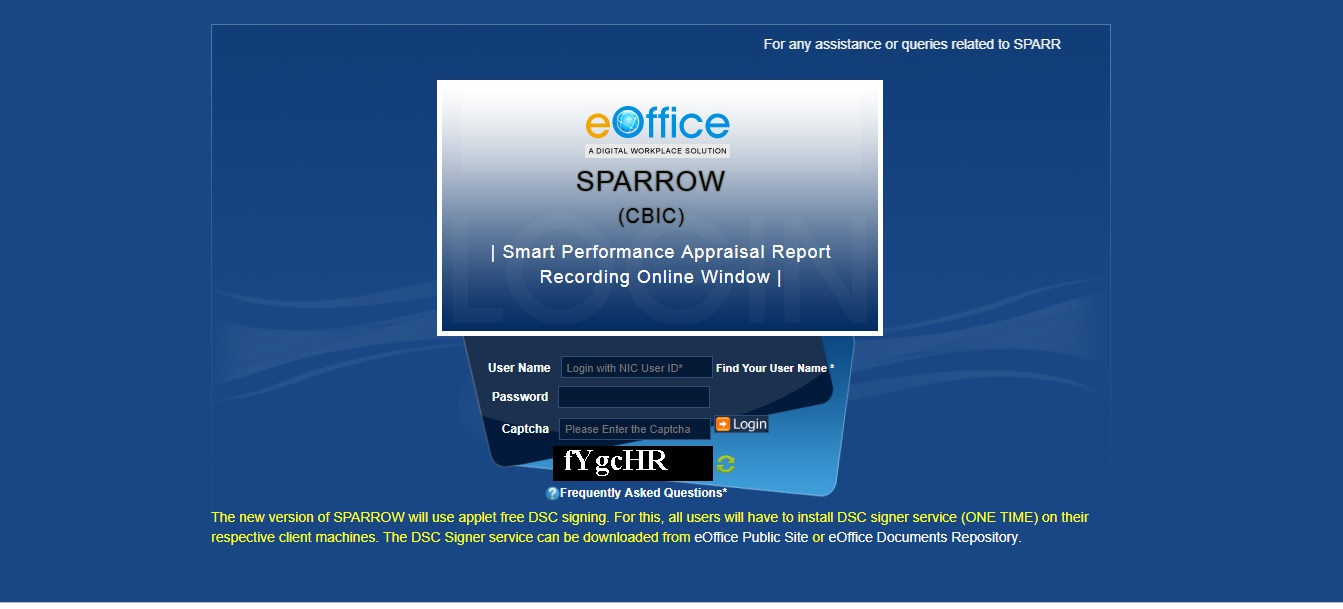 For any assistance or queries related to SPARR
eOffice
A DIGITAL WORKPLACE SOLUTION
SPARROW
(CBIC)
LOGIN
| Smart Performance Appraisal Report
Recording Online Window |
User Name Login with NIC User ID* Find Your User Name *
Password
Captcha Please Enter the Captcha Login
fYgcHR
?Frequently Asked Questions*
The new version of SPARROW will use applet free DSC signing. For this, all users will have to install DSC signer service (ONE TIME) on their
respective client machines. The DSC Signer service can be downloaded from eOffice Public Site or eOffice Documents Repository.